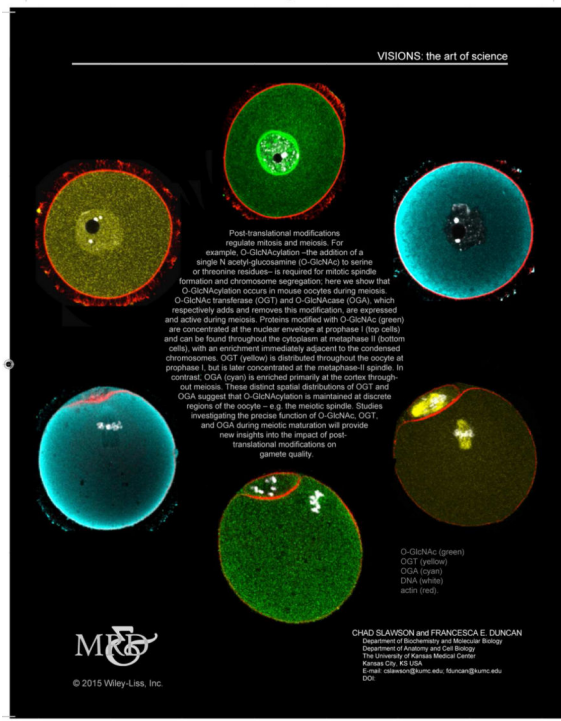 VISIONS: the art of science
Post-translational modifications
regulate mitosis and meiosis. For
example, O-GlcNAcylation –the addition of a
single N acetyl-glucosamine (O-GlcNAc) to serine
or threonine residues– is required for mitotic spindle
formation and chromosome segregation; here we show that
O-GlcNAcylation occurs in mouse oocytes during meiosis.
O-GlcNAc transferase (OGT) and O-GlcNAcase (OGA), which
respectively adds and removes this modification, are expressed
and active during meiosis. Proteins modified with O-GlcNAc (green)
are concentrated at the nuclear envelope at prophase I (top cells)
and can be found throughout the cytoplasm at metaphase II (bottom
cells), with an enrichment immediately adjacent to the condensed
chromosomes. OGT (yellow) is distributed throughout the oocyte at
prophase I, but is later concentrated at the metaphase-II spindle. In
contrast, OGA (cyan) is enriched primarily at the cortex through-
out meiosis. These distinct spatial distributions of OGT and
OGA suggest that O-GlcNAcylation is maintained at discrete
regions of the oocyte – e.g. the meiotic spindle. Studies
investigating the precise function of O-GlcNAc, OGT,
and OGA during meiotic maturation will provide
new insights into the impact of post-
translational modifications on
gamete quality.
O-GlcNAc (green)
OGT (yellow)
OGA (cyan)
DNA (white)
actin (red).
MR&D
© 2015 Wiley-Liss, Inc.
CHAD SLAWSON and FRANCESCA E. DUNCAN
Department of Biochemistry and Molecular Biology
Department of Anatomy and Cell Biology
The University of Kansas Medical Center
Kansas City, KS USA
E-mail: cslawson@kumc.edu; fduncan@kumc.edu
DOI: